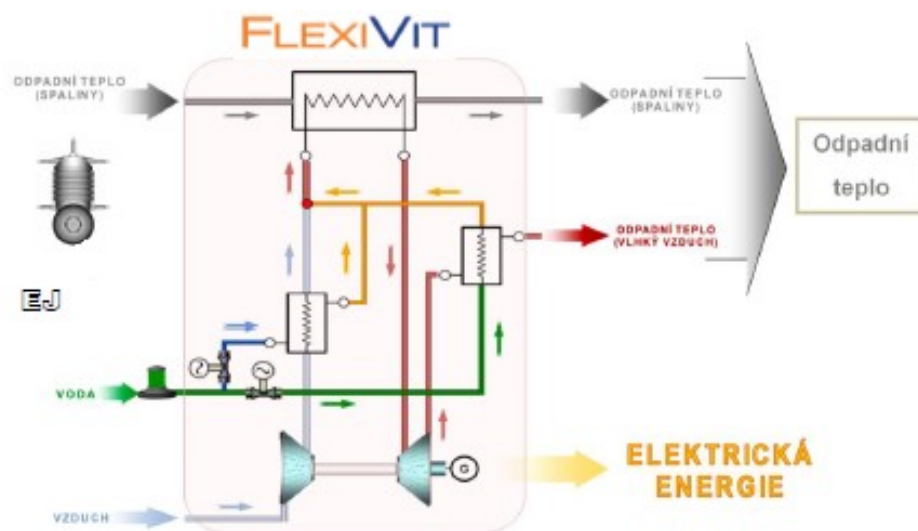 FLEXIVIT
ODPADNÍ TEPLO
(SPALINY)
ODPADNÍ TEPLO
(SPALINY)
Odpadní
teplo
ODPADNÍ TEPLO
(VLHKÝ VZDUCH)
EJ
VODA
G
ELEKTRICKÁ
ENERGIE
VZDUCH